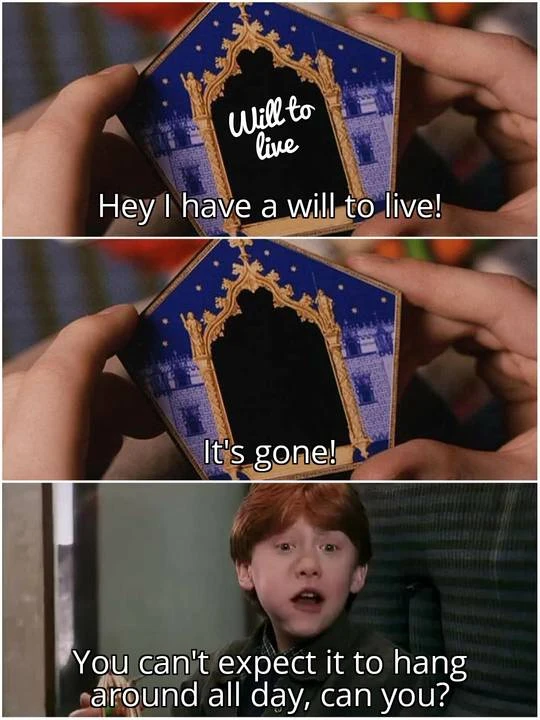 Will to
live
Hey I have a will to live!
It's gone!
You can't expect it to hang
around all day, can you?